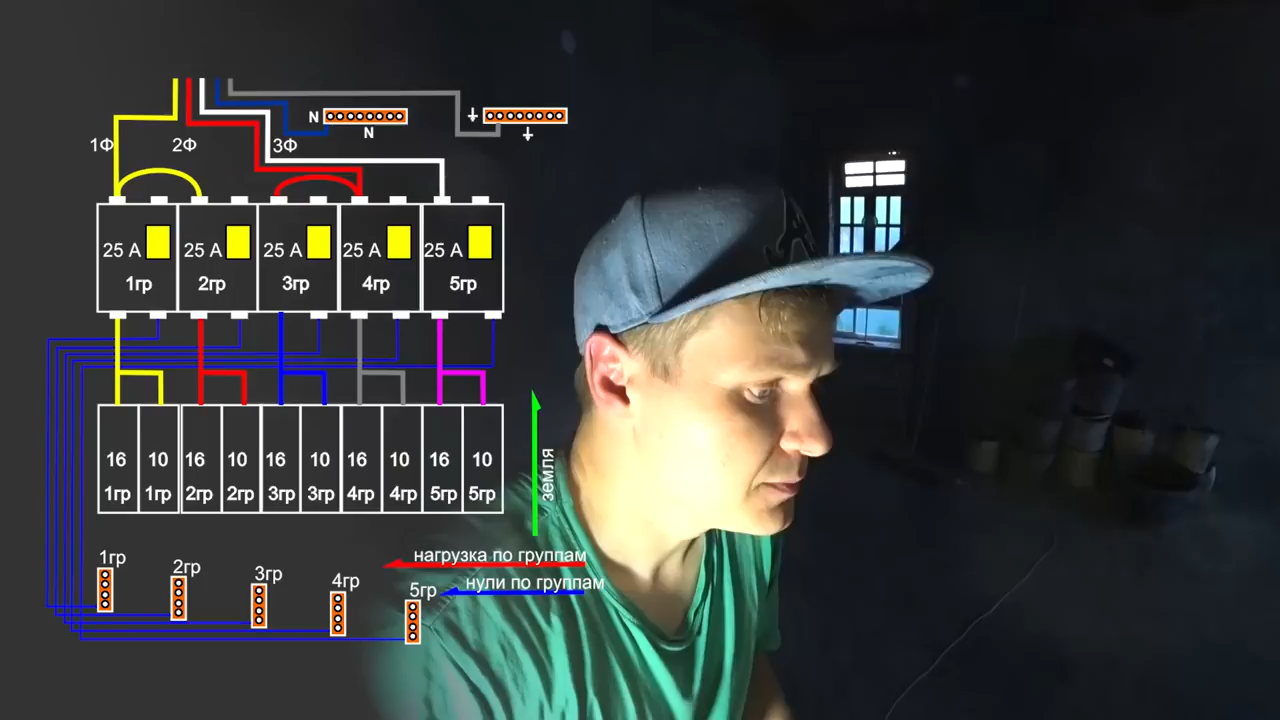 N
⏚
N
⏚
1Ф
2Ф
3Ф
25 А
25 А
25 А
25 А
25 А
1гр
2гр
3гр
4гр
5гр
16
10
16
10
16
10
16
10
16
10
1гр
1гр
2гр
2гр
3гр
3гр
4гр
4гр
5гр
5гр
земля
нагрузка по группам
1гр
2гр
3гр
4гр
5гр
нули по группам
A